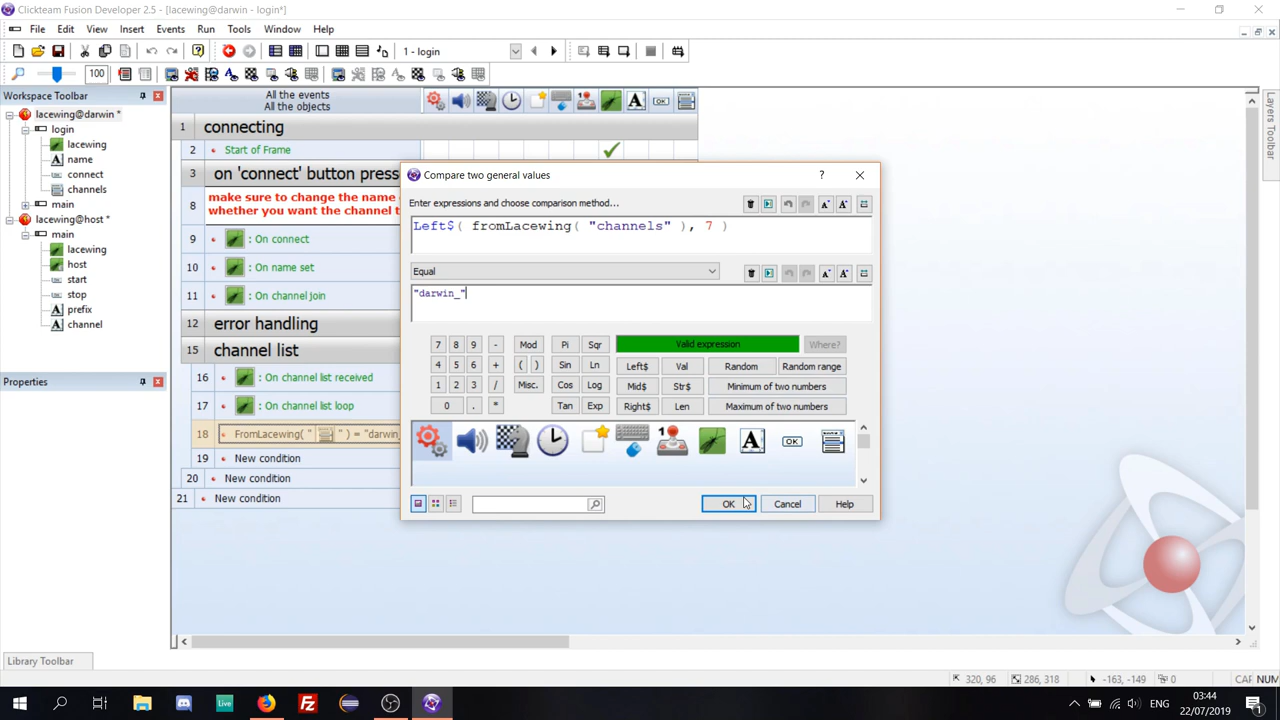 Clickteam Fusion Developer 2.5 - [lacewing@darwin - login*]
File Edit View Insert Events Run Tools Window Help
1 - login
100
Workspace Toolbar
lacewing@darwin *
login
lacewing
name
connect
channels
main
lacewing@host *
main
lacewing
host
start
stop
prefix
channel
Properties
Library Toolbar
Layers Toolbar
All the events
All the objects
1 connecting
2 Start of Frame
3 on 'connect' button press
8 make sure to change the name
whether you want the channel t
9 : On connect
10 : On name set
11 : On channel join
12 error handling
15 channel list
16 : On channel list received
17 : On channel list loop
18 FromLacewing( " " ) = "darwin_
19 New condition
20 New condition
21 New condition
Compare two general values
?
Enter expressions and choose comparison method...
Left$( fromLacewing( "channels" ), 7 )
Equal
"darwin_"
7 8 9 - Mod Pi Sqr Valid expression Where?
4 5 6 + ( ) Sin Ln Left$ Val Random Random range
1 2 3 / Misc. Cos Log Mid$ Str$ Minimum of two numbers
0 . * Tan Exp Right$ Len Maximum of two numbers
A OK
OK Cancel Help
320, 96 286, 318 -163, -149 CAP NUM
Live
ENG
03:44
22/07/2019
1